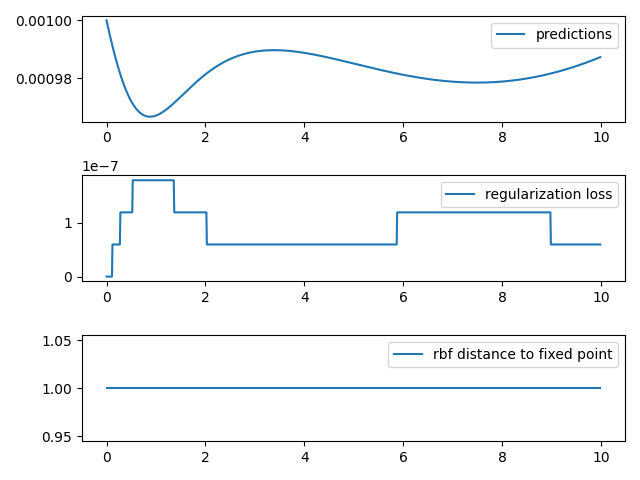 0.00100
0.00098
predictions
0 2 4 6 8 10
1e−7
1
0
regularization loss
0 2 4 6 8 10
1.05
1.00
0.95
rbf distance to fixed point
0 2 4 6 8 10